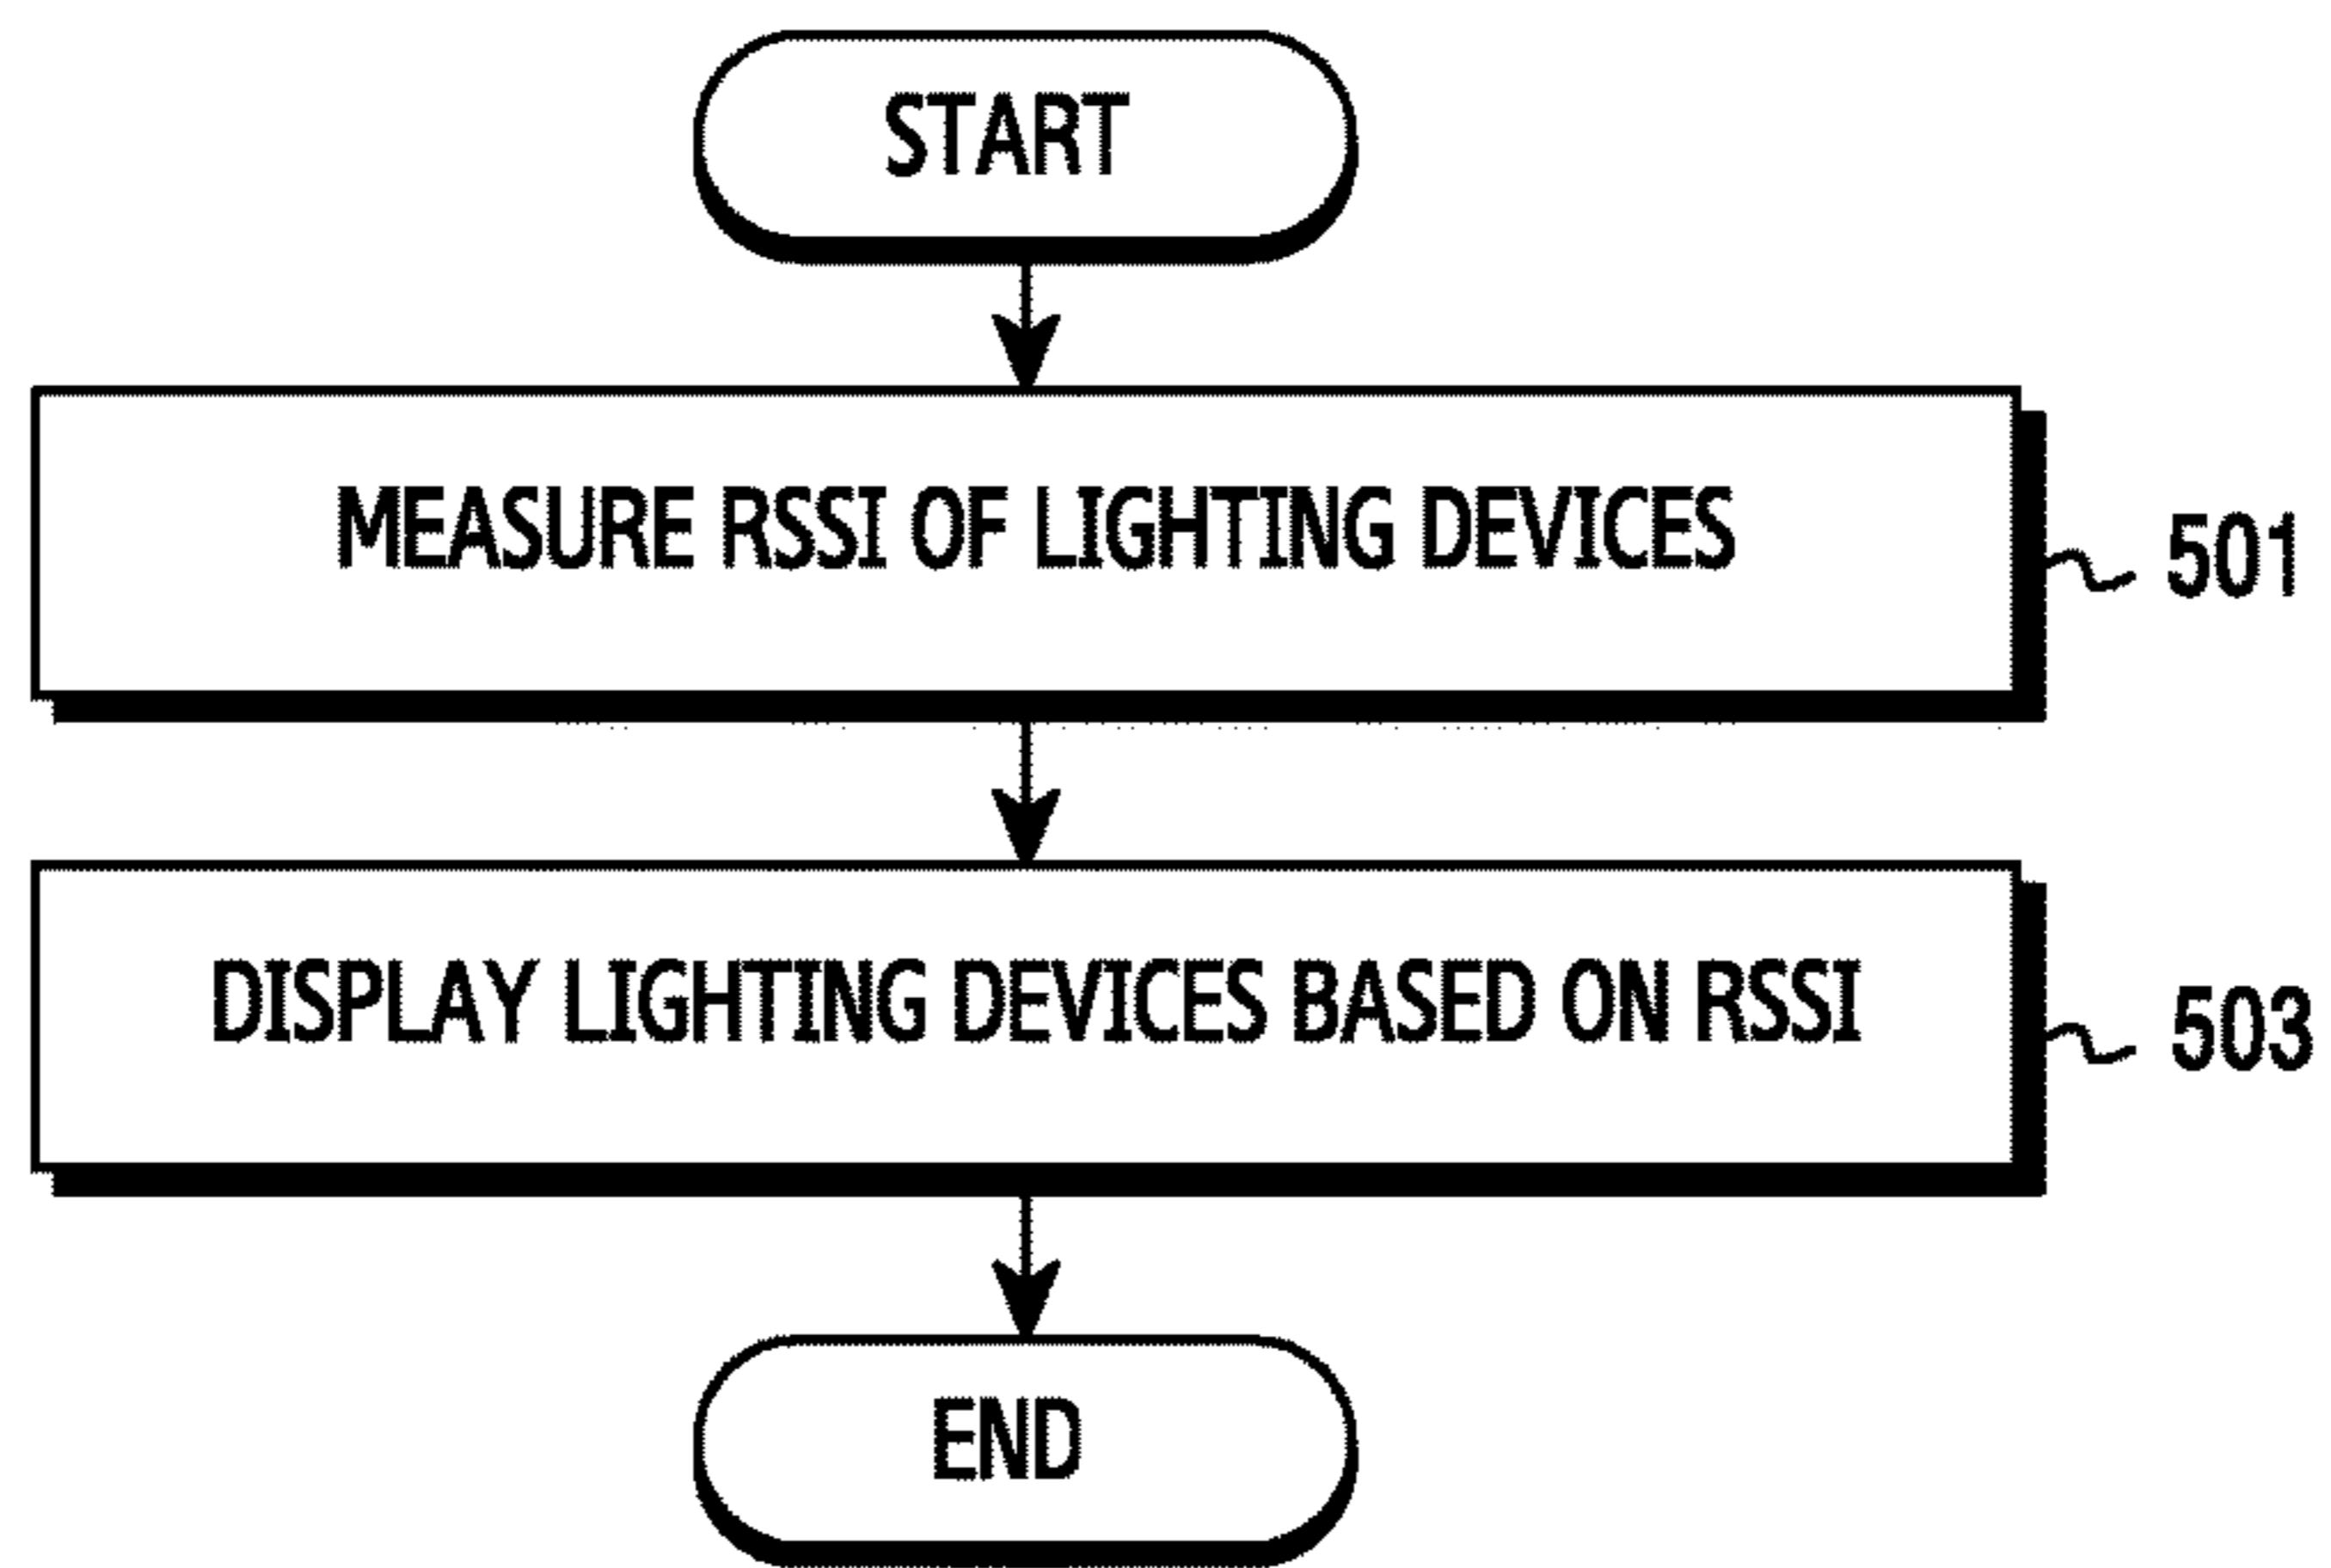 START
MEASURE RSSI OF LIGHTING DEVICES
501
DISPLAY LIGHTING DEVICES BASED ON RSSI
503
END